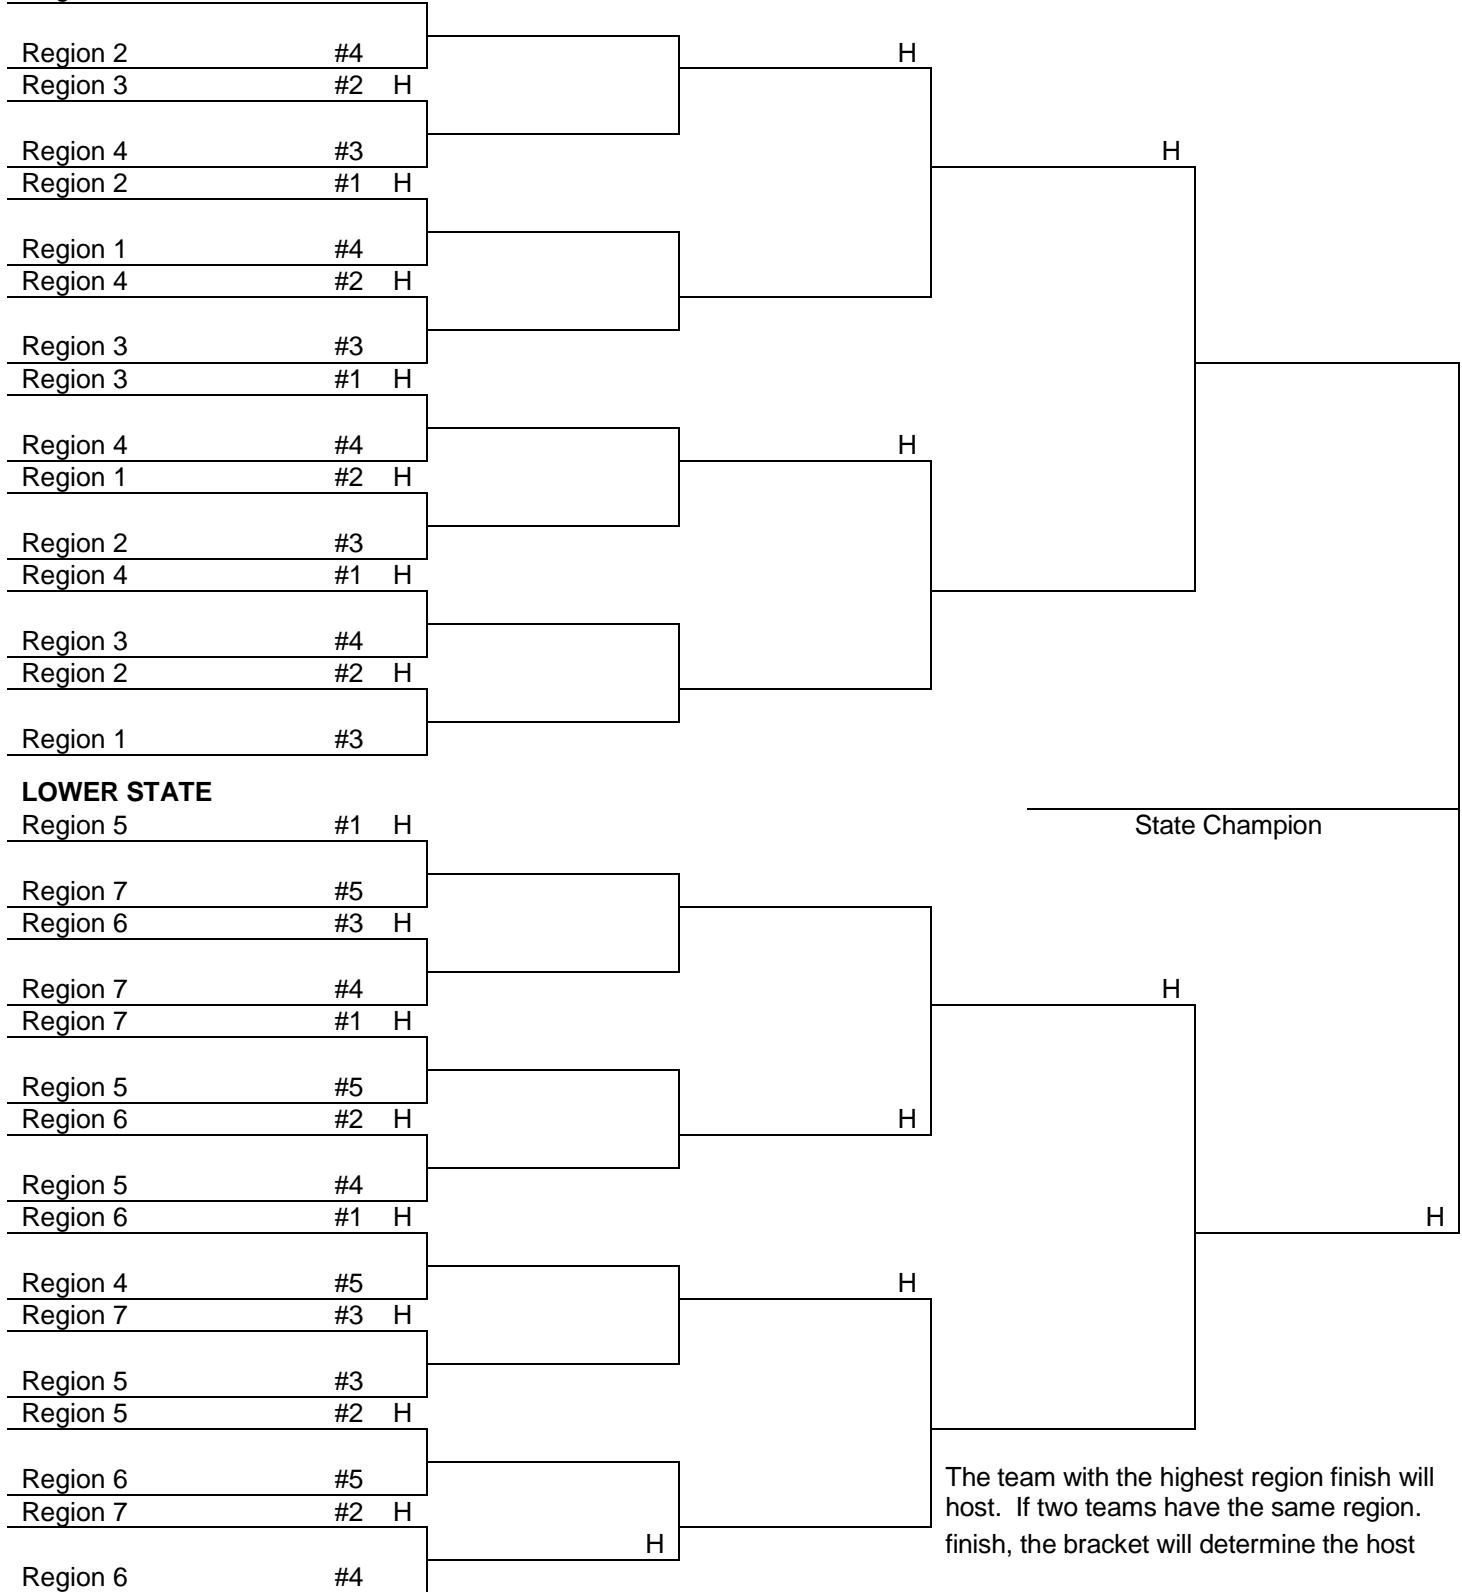 Region 2 #4
H
Region 3 #2 H
Region 4 #3
H
Region 2 #1 H
Region 1 #4
Region 4 #2 H
Region 3 #3
Region 3 #1 H
Region 4 #4
H
Region 1 #2 H
Region 2 #3
Region 4 #1 H
Region 3 #4
Region 2 #2 H
Region 1 #3
LOWER STATE
Region 5 #1 H
State Champion
Region 7 #5
Region 6 #3 H
Region 7 #4
H
Region 7 #1 H
Region 5 #5
Region 6 #2 H
H
Region 5 #4
Region 6 #1 H
H
Region 4 #5
H
Region 7 #3 H
Region 5 #3
Region 5 #2 H
Region 6 #5
Region 7 #2 H
H
Region 6 #4
The team with the highest region finish will
host. If two teams have the same region.
finish, the bracket will determine the host